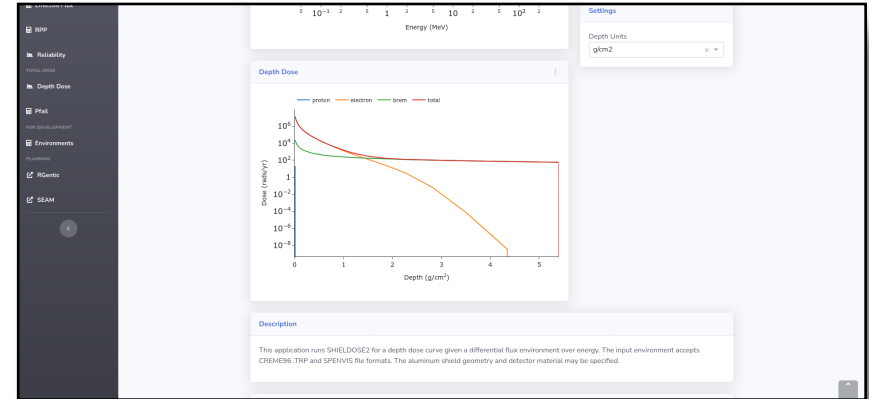 Effective Flux
RPP
Reliability
TOTAL DOSE
Depth Dose
Pfail
FOR DEVELOPMENT
Environments
PLANNING
RGentic
SEAM
5 10⁻¹ 2 5 1 2 5 10 2 5 10² 2
Energy (MeV)
Settings
Depth Units
g/cm2
Depth Dose
proton electron brem total
10⁶
10⁴
10²
1
10⁻²
10⁻⁴
10⁻⁶
10⁻⁸
Dose (rads/yr)
0 1 2 3 4 5
Depth (g/cm²)
Description
This application runs SHIELDOSE2 for a depth dose curve given a differential flux environment over energy. The input environment accepts
CREME96 .TRP and SPENVIS file formats. The aluminum shield geometry and detector material may be specified.